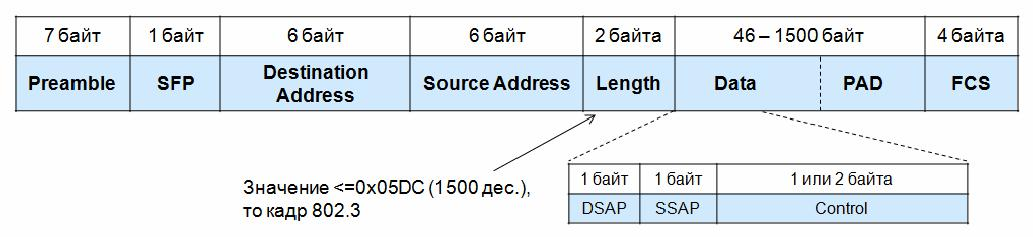 7 байт 1 байт 6 байт 6 байт 2 байта 46 – 1500 байт 4 байта
Preamble SFP Destination Address Source Address Length Data PAD FCS
Значение <=0x05DC (1500 дес.),
то кадр 802.3
1 байт 1 байт 1 или 2 байта
DSAP SSAP Control